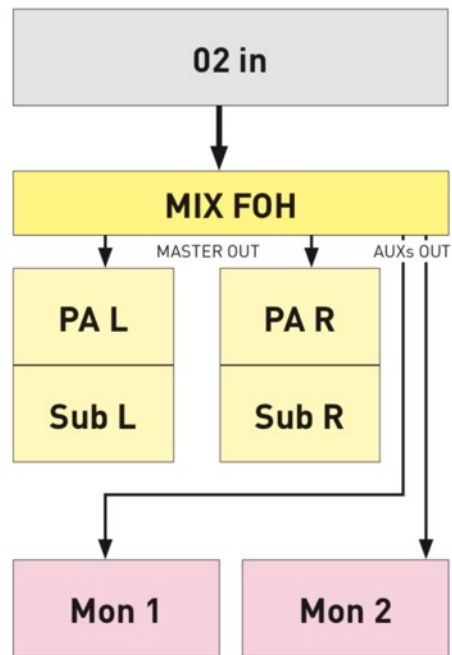 02 in
MIX FOH
MASTER OUT
AUXs OUT
PA L
PA R
Sub L
Sub R
Mon 1
Mon 2